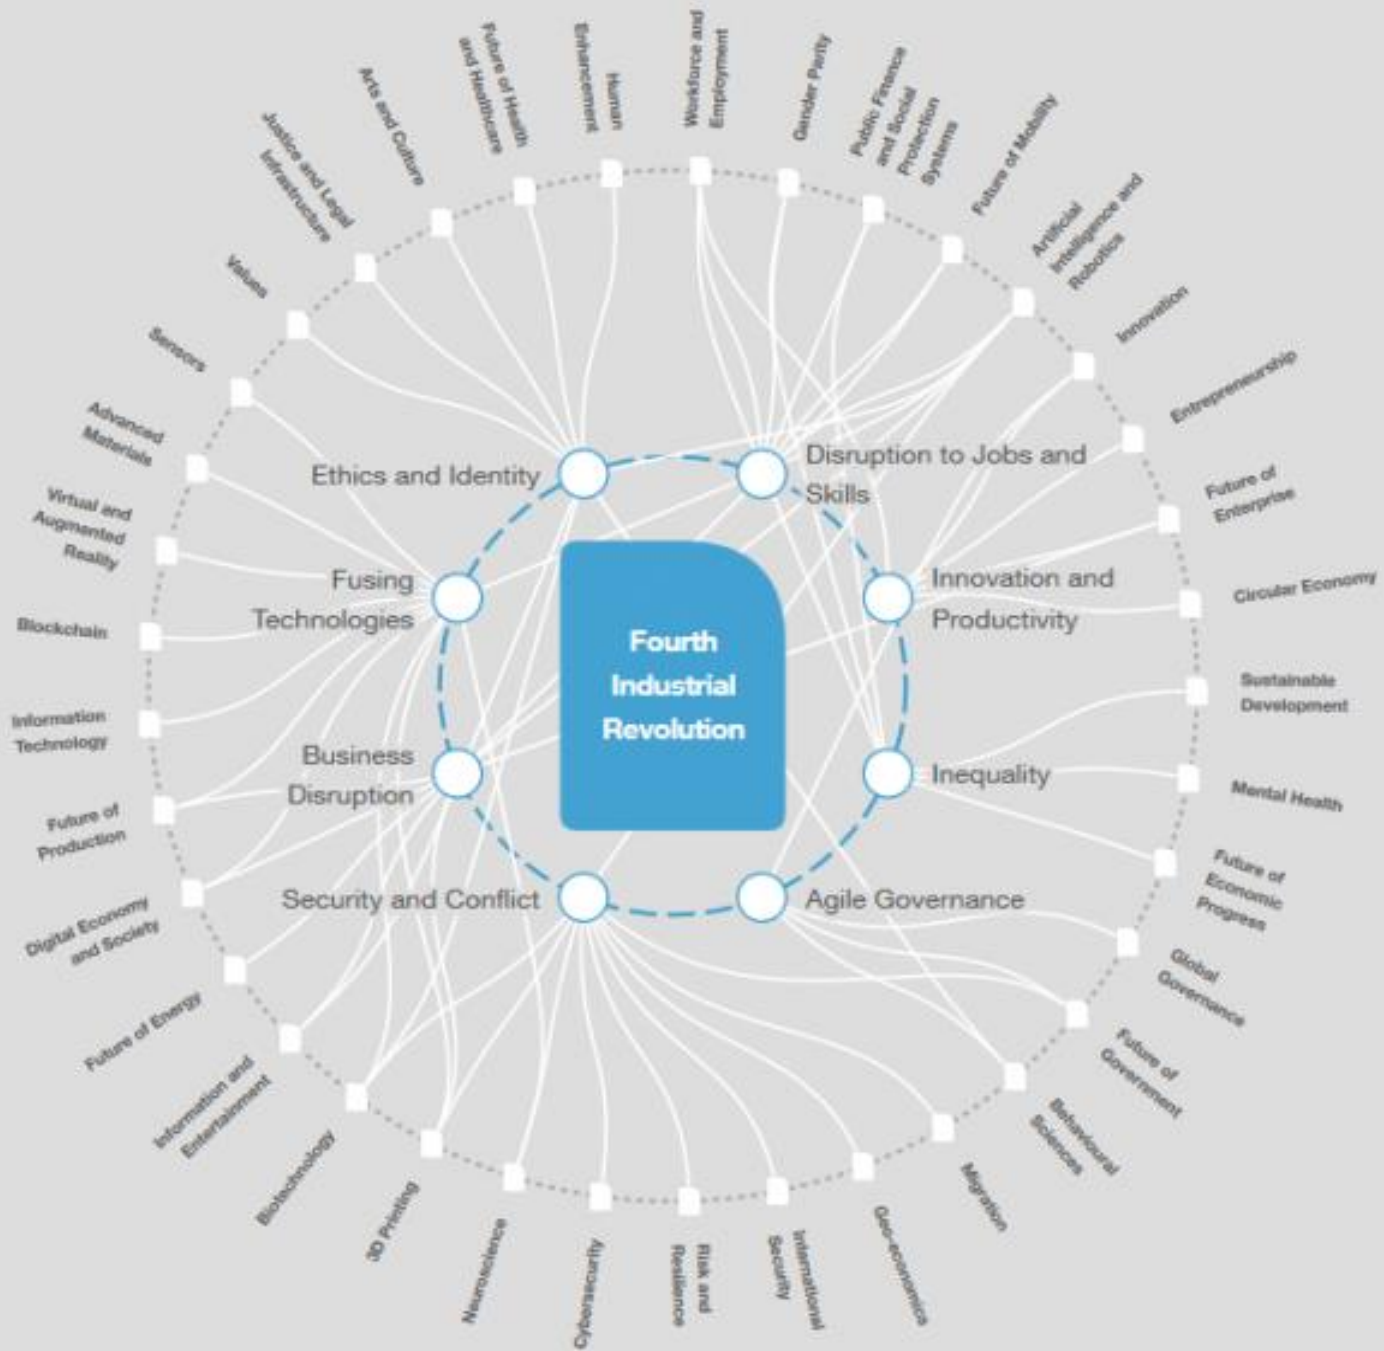 Fourth
Industrial
Revolution
Ethics and Identity
Disruption to Jobs and
Skills
Innovation and
Productivity
Inequality
Agile Governance
Security and Conflict
Business
Disruption
Fusing
Technologies
Workforce and
Employment
Gender Parity
Public Finance
and Social
Protection
Systems
Future of Mobility
Artificial
Intelligence and
Robotics
Innovation
Entrepreneurship
Future of
Enterprise
Circular Economy
Sustainable
Development
Mental Health
Future of
Economic
Progress
Global
Governance
Future of
Government
Behavioural
Sciences
Migration
Geo-economics
International
Security
Risk and
Resilience
Cybersecurity
Neuroscience
3D Printing
Biotechnology
Information and
Entertainment
Future of Energy
Digital Economy
and Society
Future of
Production
Information
Technology
Blockchain
Virtual and
Augmented
Reality
Advanced
Materials
Sensors
Values
Justice and Legal
Infrastructure
Arts and Culture
Future of Health
and Healthcare
Human
Enhancement